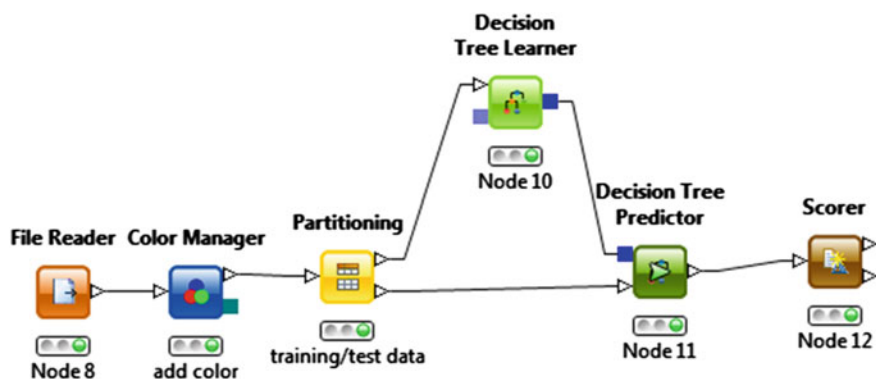 Decision
Tree Learner
Node 10
Decision Tree
Predictor
Scorer
Partitioning
File Reader
Color Manager
training/test data
Node 11
Node 12
Node 8
add color